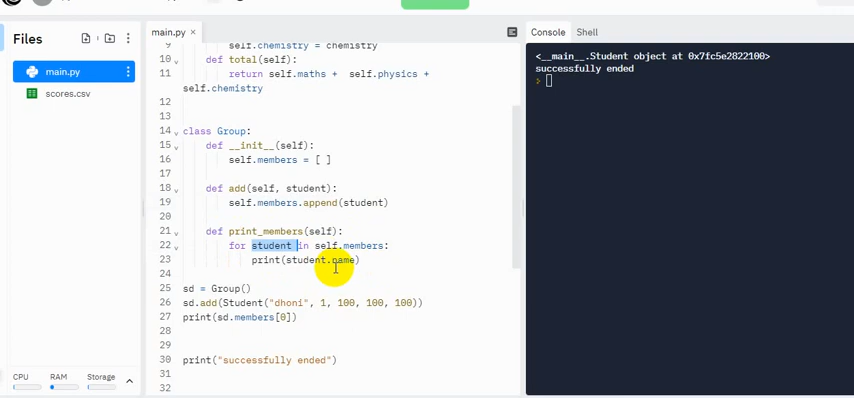 Files
main.py
scores.csv
CPU RAM Storage
main.py ×
9 self.chemistry = chemistry
10 def total(self):
11 return self.maths + self.physics +
self.chemistry
12
13
14 class Group:
15 def __init__(self):
16 self.members = [ ]
17
18 def add(self, student):
19 self.members.append(student)
20
21 def print_members(self):
22 for student in self.members:
23 print(student.name)
24
25 sd = Group()
26 sd.add(Student("dhoni", 1, 100, 100, 100))
27 print(sd.members[0])
28
29
30 print("successfully ended")
31
32
Console Shell
<__main__.Student object at 0x7fc5e2822100>
successfully ended
>